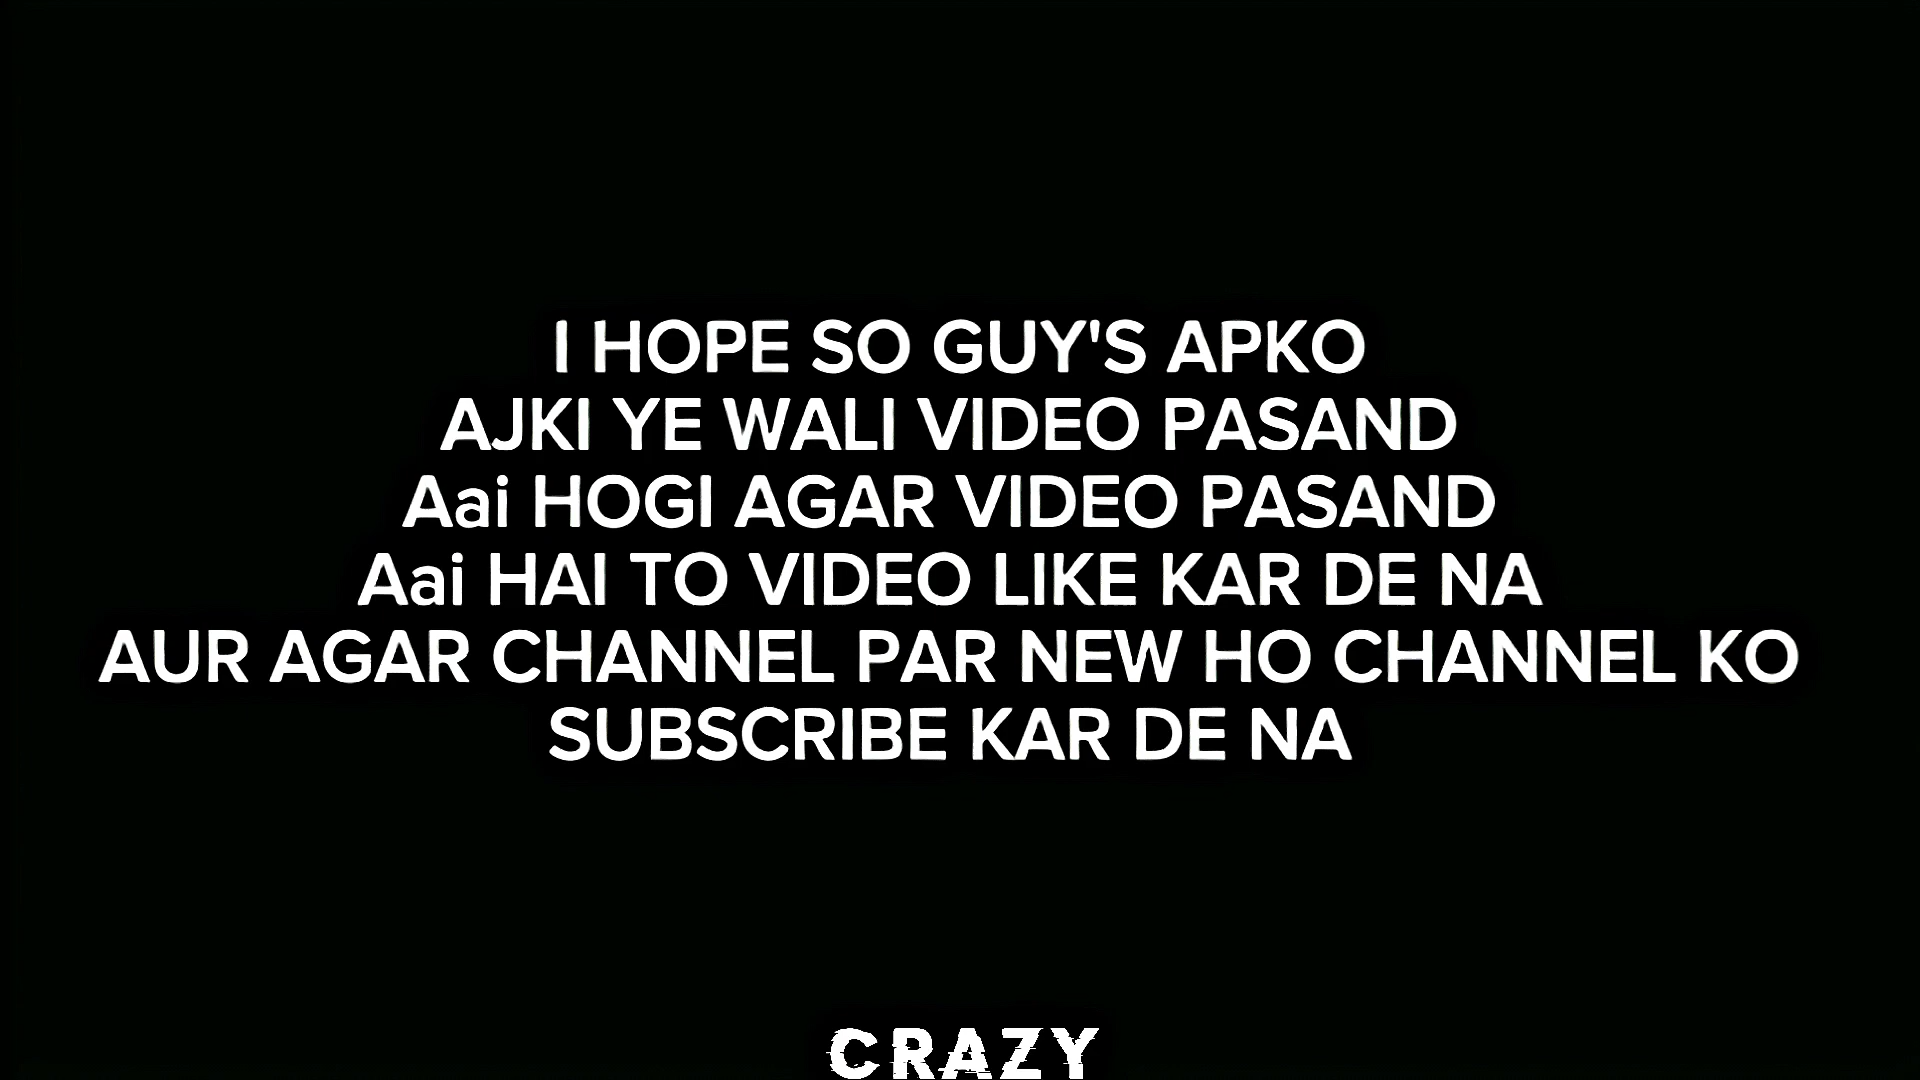 I HOPE SO GUY'S APKO
AJKI YE WALI VIDEO PASAND
Aai HOGI AGAR VIDEO PASAND
Aai HAI TO VIDEO LIKE KAR DE NA
AUR AGAR CHANNEL PAR NEW HO CHANNEL KO
SUBSCRIBE KAR DE NA
CRAZY